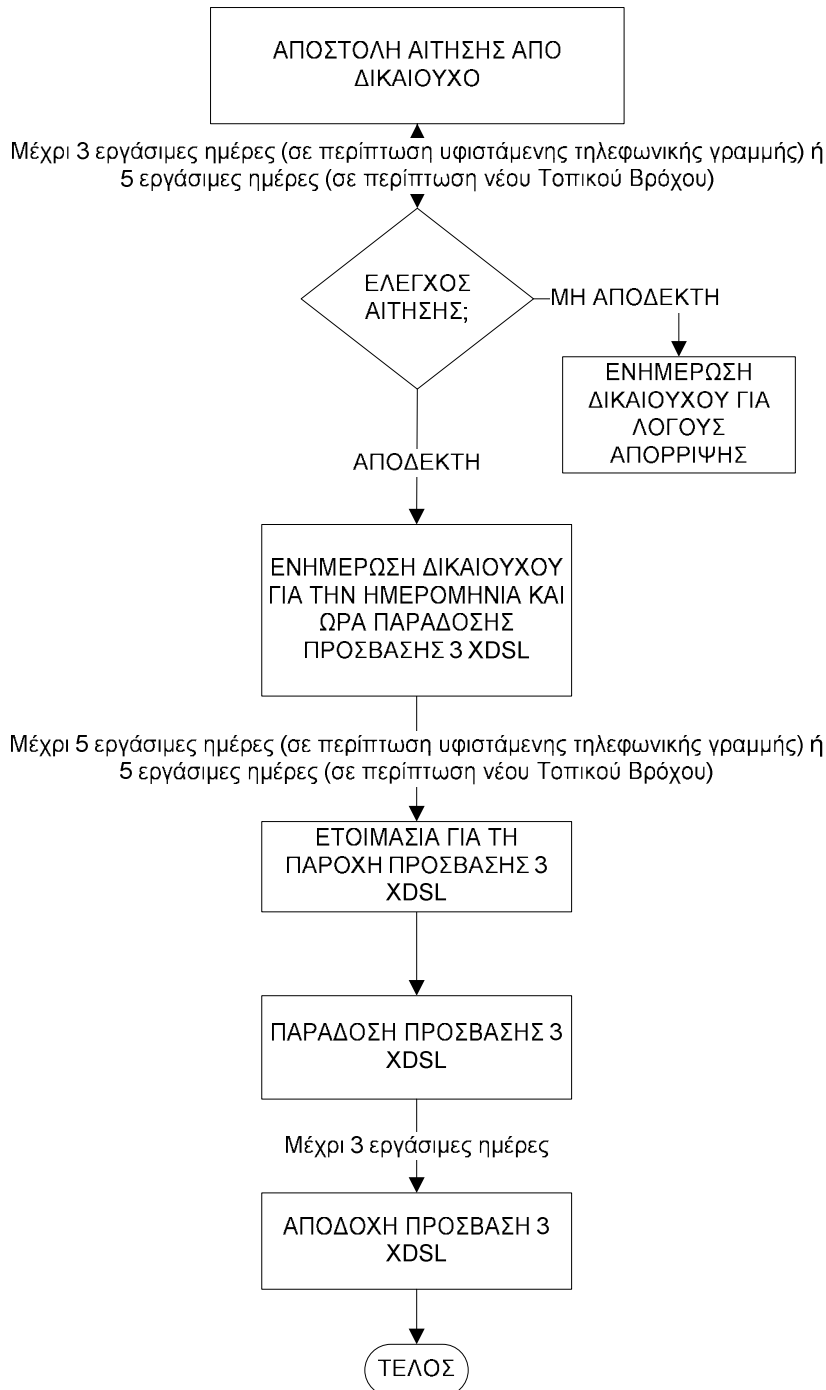 ΑΠΟΣΤΟΛΗ ΑΙΤΗΣΗΣ ΑΠΟ
ΔΙΚΑΙΟΥΧΟ
Μέχρι 3 εργάσιμες ημέρες (σε περίπτωση υφιστάμενης τηλεφωνικής γραμμής) ή
5 εργάσιμες ημέρες (σε περίπτωση νέου Τοπικού Βρόχου)
ΕΛΕΓΧΟΣ
ΑΙΤΗΣΗΣ;
ΜΗ ΑΠΟΔΕΚΤΗ
ΕΝΗΜΕΡΩΣΗ
ΔΙΚΑΙΟΥΧΟΥ ΓΙΑ
ΛΟΓΟΥΣ
ΑΠΟΡΡΙΨΗΣ
ΑΠΟΔΕΚΤΗ
ΕΝΗΜΕΡΩΣΗ ΔΙΚΑΙΟΥΧΟΥ
ΓΙΑ ΤΗΝ ΗΜΕΡΟΜΗΝΙΑ ΚΑΙ
ΩΡΑ ΠΑΡΑΔΟΣΗΣ
ΠΡΟΣΒΑΣΗΣ 3 XDSL
Μέχρι 5 εργάσιμες ημέρες (σε περίπτωση υφιστάμενης τηλεφωνικής γραμμής) ή
5 εργάσιμες ημέρες (σε περίπτωση νέου Τοπικού Βρόχου)
ΕΤΟΙΜΑΣΙΑ ΓΙΑ ΤΗ
ΠΑΡΟΧΗ ΠΡΟΣΒΑΣΗΣ 3
XDSL
ΠΑΡΑΔΟΣΗ ΠΡΟΣΒΑΣΗΣ 3
XDSL
Μέχρι 3 εργάσιμες ημέρες
ΑΠΟΔΟΧΗ ΠΡΟΣΒΑΣΗ 3
XDSL
ΤΕΛΟΣ